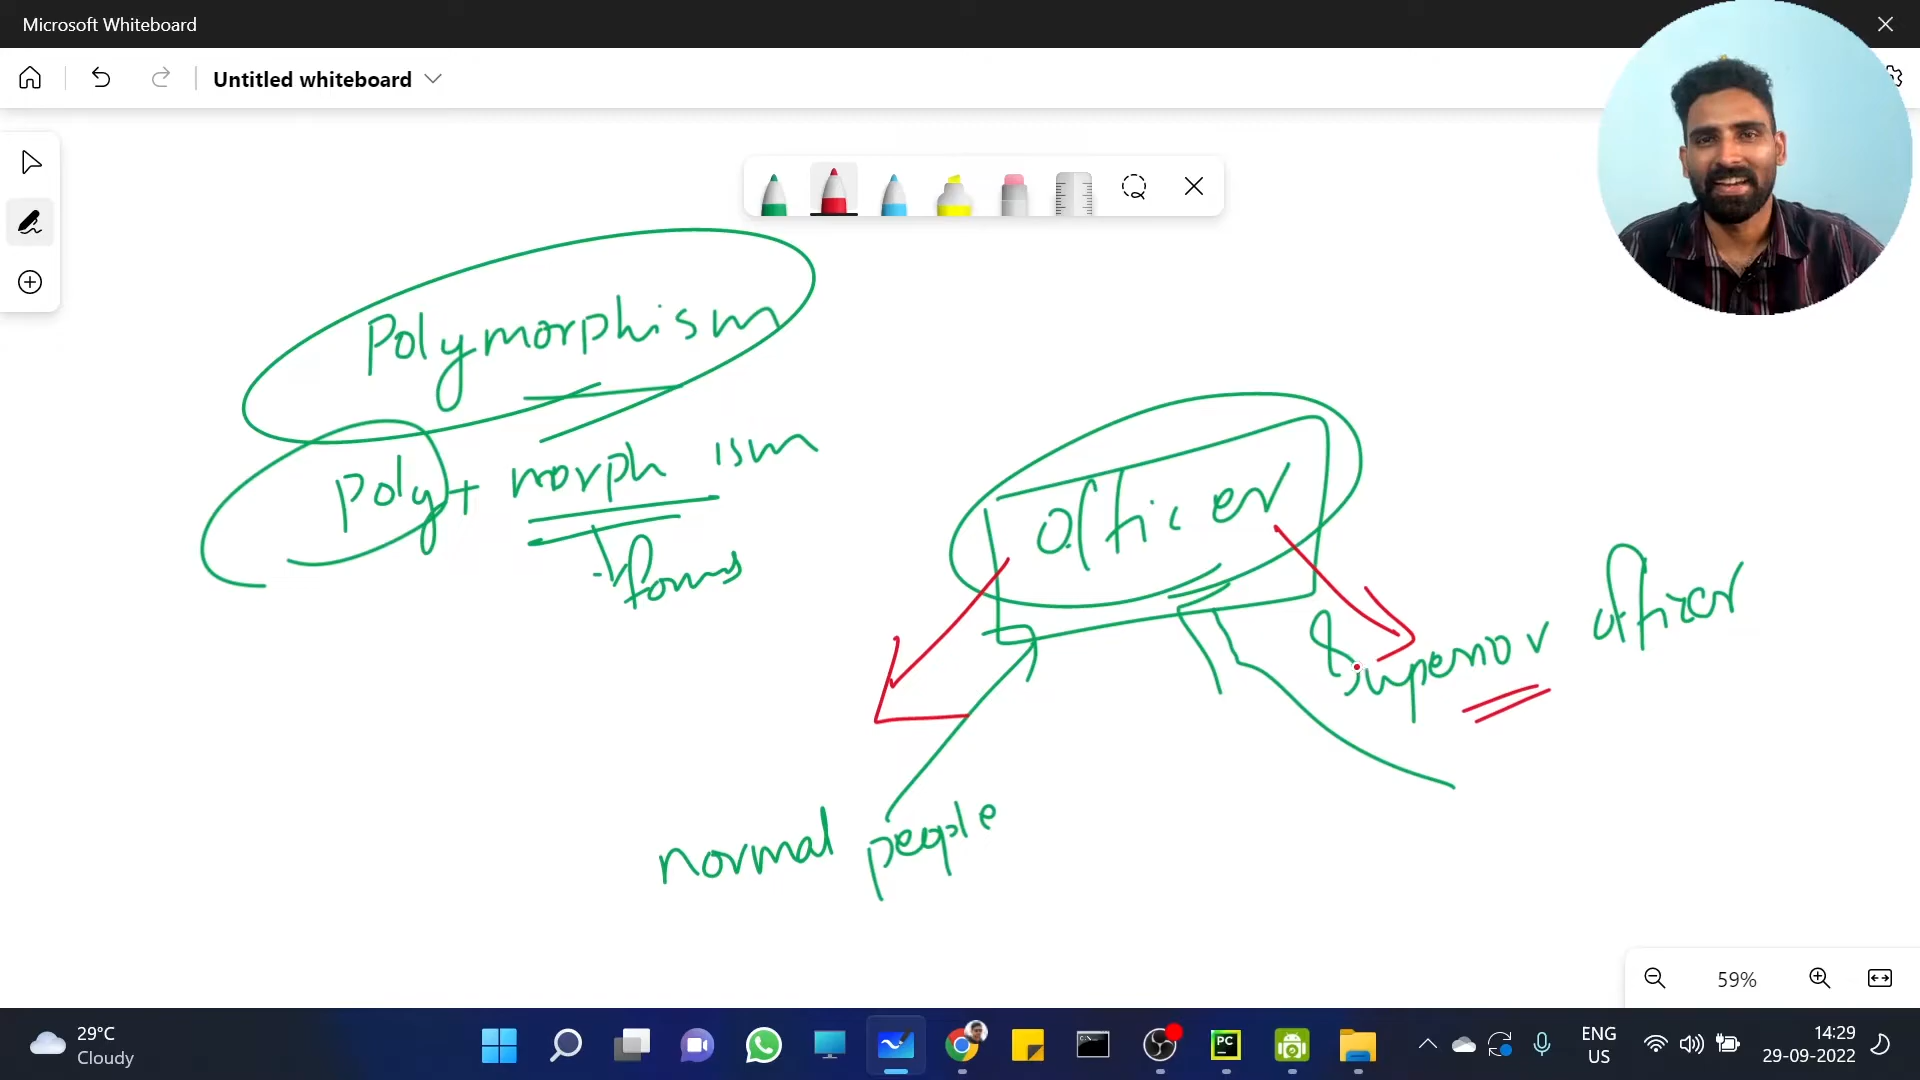 Microsoft Whiteboard
Untitled whiteboard
Polymorphism
Poly + morph ism
forms
Officer
Superior officer
normal people
59%
29°C
Cloudy
PC
ENG
US
14:29
29-09-2022